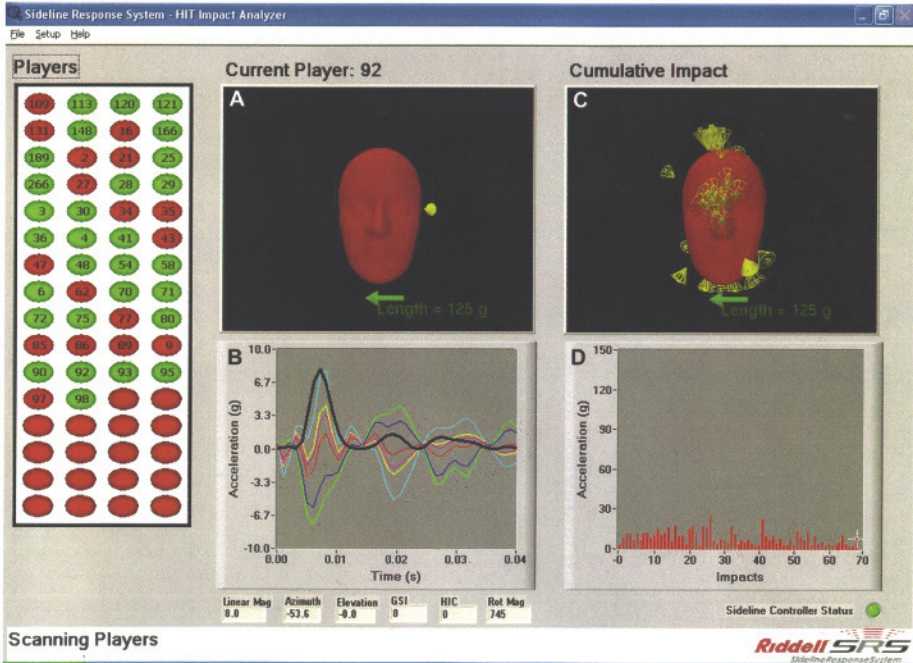 Sideline Response System - HIT Impact Analyzer
File Setup Help
Players
109 113 120 121
131 148 16 166
189 2 21 25
266 27 28 29
3 30 34 35
36 4 41 43
47 48 54 58
6 62 70 71
72 75 77 80
85 86 89 9
90 92 93 95
97 98
Current Player: 92
A
Length = 125 g
Cumulative Impact
C
Length = 125 g
B
Acceleration (g)
10.0
6.7
3.3
0.0
-3.3
-6.7
-10.0
0.00 0.01 0.02 0.03 0.04
Time (s)
D
Acceleration (g)
150
120
90
60
30
0
-0 10 20 30 40 50 60 70
Impacts
Linear Mag Azimuth Elevation GSI HIC Rot Mag
8.0 -53.6 -0.0 0 0 745
Sideline Controller Status
Scanning Players
Riddell SRS
SidelineResponseSystem